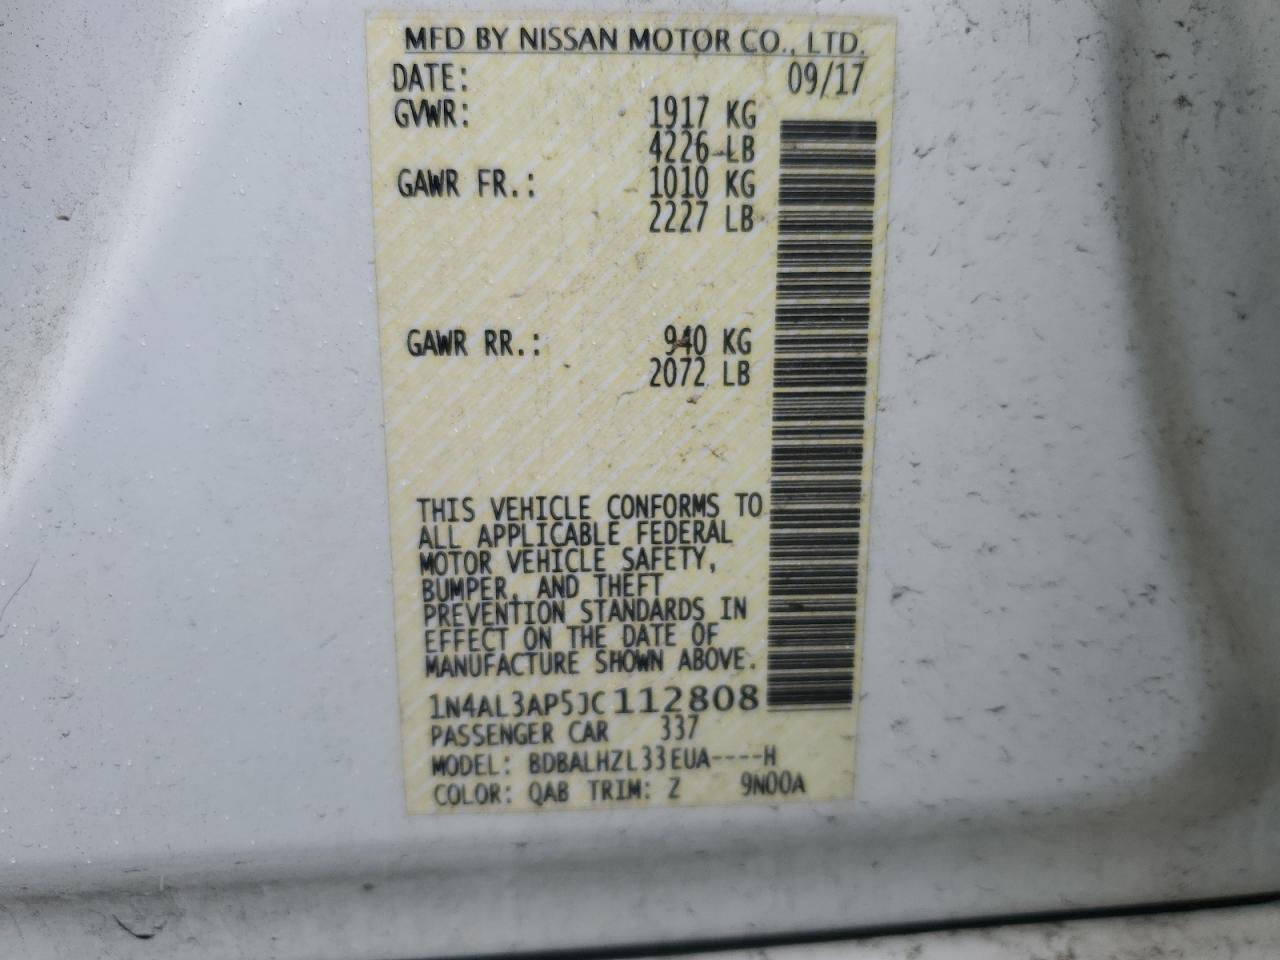 MFD BY NISSAN MOTOR CO., LTD.
DATE: 09/17
GVWR: 1917 KG
4226 LB
GAWR FR.: 1010 KG
2227 LB
GAWR RR.: 940 KG
2072 LB
THIS VEHICLE CONFORMS TO
ALL APPLICABLE FEDERAL
MOTOR VEHICLE SAFETY,
BUMPER, AND THEFT
PREVENTION STANDARDS IN
EFFECT ON THE DATE OF
MANUFACTURE SHOWN ABOVE.
1N4AL3AP5JC112808
PASSENGER CAR 337
MODEL: BDBALHZL33EUA----H
COLOR: QAB TRIM: Z 9N00A